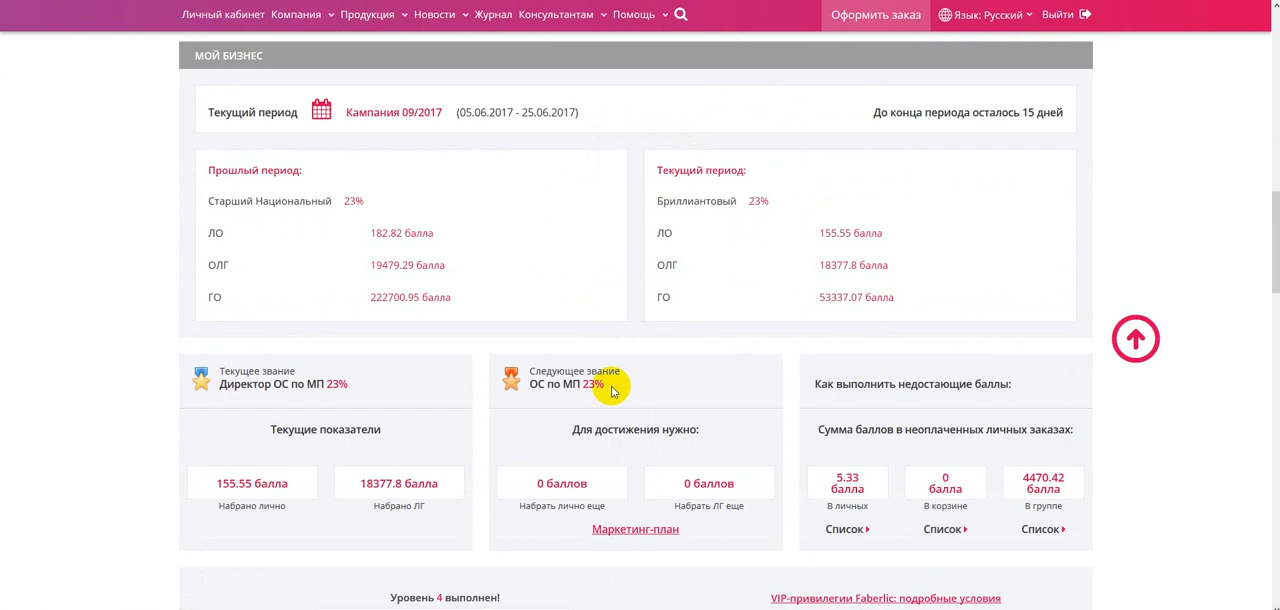 Личный кабинет Компания Продукция Новости Журнал Консультантам Помощь Оформить заказ Язык: Русский Выйти
МОЙ БИЗНЕС
Текущий период Кампания 09/2017 (05.06.2017 - 25.06.2017) До конца периода осталось 15 дней
Прошлый период:
Старший Национальный 23%
ЛО 182.82 балла
ОЛГ 19479.29 балла
ГО 222700.95 балла
Текущий период:
Бриллиантовый 23%
ЛО 155.55 балла
ОЛГ 18377.8 балла
ГО 53337.07 балла
Текущее звание
Директор ОС по МП 23%
Текущие показатели
155.55 балла 18377.8 балла
Набрано лично Набрано ЛГ
Следующее звание
ОС по МП 23%
Для достижения нужно:
0 баллов 0 баллов
Набрать лично еще Набрать ЛГ еще
Маркетинг-план
Как выполнить недостающие баллы:
Сумма баллов в неоплаченных личных заказах:
5.33 0 4470.42
балла балла балла
В личных В корзине В группе
Список Список Список
Уровень 4 выполнен! VIP-привилегии Faberlic: подробные условия